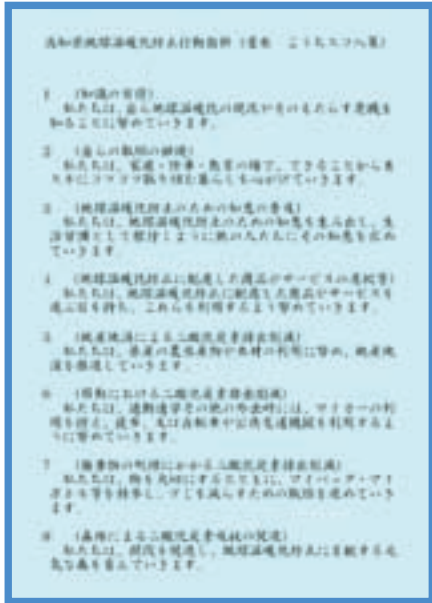 高知県地球温暖化防止行動指針(愛称 こうちエコハ策)
1 (知識の習得)
私たちは、自ら地球温暖化の現況やそのもたらす危機を
知ることに努めていきます。
2 (自らの取組の継続)
私たちは、家庭・仕事・教育の場で、できることから
コツコツ取り組む暮らしを心がけていきます。
3 (地球温暖化防止のための知恵の普及)
私たちは、地球温暖化防止のための知恵を生み出し、生
活習慣として根付くように他の人たちにその知恵を広め
ていきます。
4 (地球温暖化防止に配慮した商品やサービスの選択等)
私たちは、地球温暖化防止に配慮した商品やサービスを
選ぶ目を持ち、これらを利用するよう努めていきます。
5 (地産地消による二酸化炭素排出削減)
私たちは、県産の農林産物や木材の利用に努め、地産地
消を推進していきます。
6 (移動における二酸化炭素排出削減)
私たちは、通勤通学その他の外出時には、マイカーの利
用を控え、徒歩、又は自転車や公共交通機関を利用するよ
うに努めていきます。
7 (廃棄物の処理にかかる二酸化炭素排出削減)
私たちは、物を大切にするとともに、マイバッグ・マイ
等を持参し、ゴミを減らすための取組を進めていき
ます。
8 (森林による二酸化炭素吸収の促進)
私たちは、間伐を促進し、地球温暖化防止に貢献する元
気な森を育んでいきます。